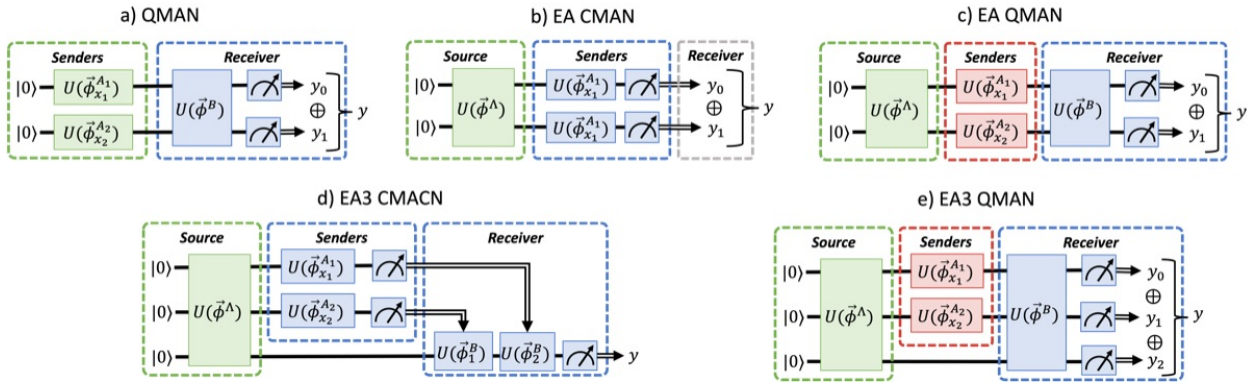 a) QMAN
Senders Receiver
|0⟩ U(φ⃗^{A_1}_{x_1}) U(φ⃗^B) y_0
⊕ y
|0⟩ U(φ⃗^{A_2}_{x_2}) y_1
b) EA CMAN
Source Senders Receiver
|0⟩ U(φ⃗^Λ) U(φ⃗^{A_1}_{x_1}) y_0
⊕ y
|0⟩ U(φ⃗^{A_1}_{x_1}) y_1
c) EA QMAN
Source Senders Receiver
|0⟩ U(φ⃗^Λ) U(φ⃗^{A_1}_{x_1}) U(φ⃗^B) y_0
⊕ y
|0⟩ U(φ⃗^{A_2}_{x_2}) y_1
d) EA3 CMACN
Source Senders Receiver
|0⟩ U(φ⃗^{A_1}_{x_1})
|0⟩ U(φ⃗^Λ) U(φ⃗^{A_2}_{x_2})
|0⟩ U(φ⃗^B_1) U(φ⃗^B_2) y
e) EA3 QMAN
Source Senders Receiver
|0⟩ U(φ⃗^{A_1}_{x_1}) y_0
⊕
|0⟩ U(φ⃗^Λ) U(φ⃗^{A_2}_{x_2}) U(φ⃗^B) y_1 y
⊕
|0⟩ y_2